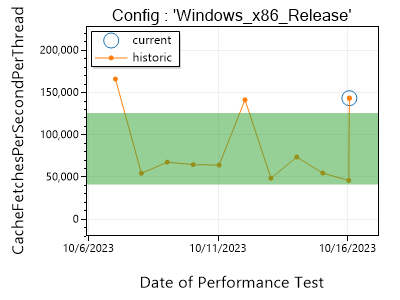 Config : 'Windows_x86_Release'
current
historic
CacheFetchesPerSecondPerThread
200,000
150,000
100,000
50,000
0
10/6/2023
10/11/2023
10/16/2023
Date of Performance Test